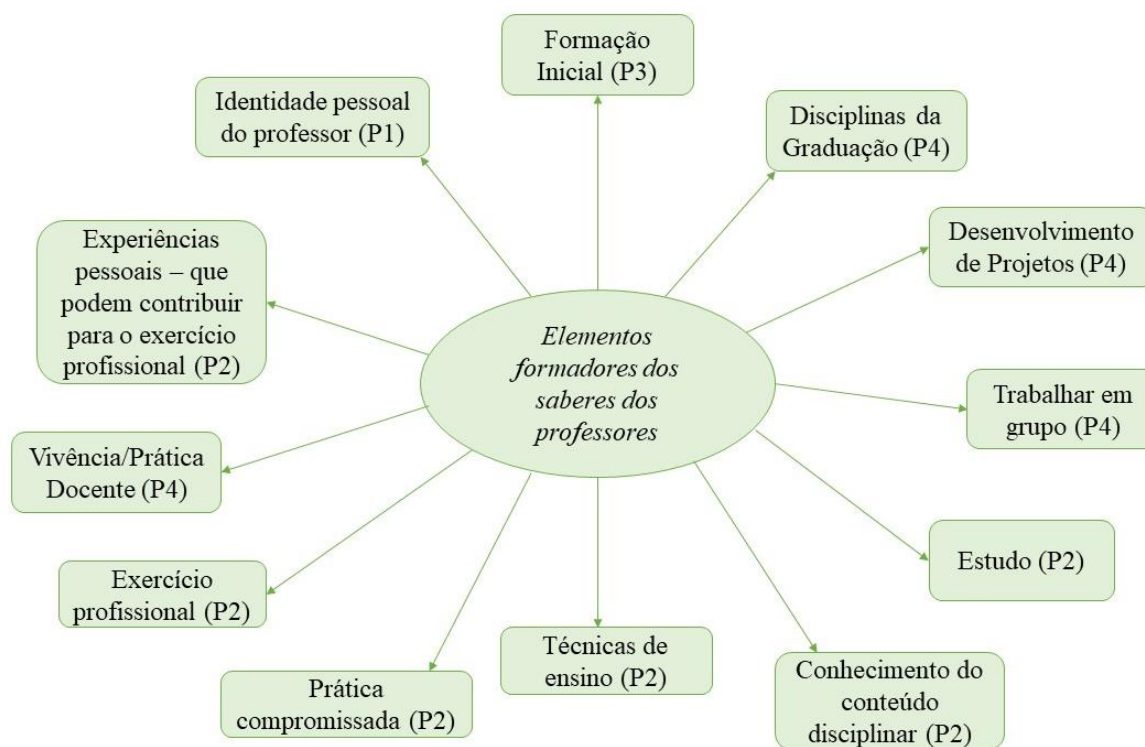 Formação
Inicial (P3)
Identidade pessoal
do professor (P1)
Disciplinas da
Graduação (P4)
Experiências
pessoais – que
podem contribuir
para o exercício
profissional (P2)
Desenvolvimento
de Projetos (P4)
Elementos
formadores dos
saberes dos
professores
Trabalhar em
grupo (P4)
Vivência/Prática
Docente (P4)
Estudo (P2)
Exercício
profissional (P2)
Técnicas de
ensino (P2)
Prática
compromissada (P2)
Conhecimento do
conteúdo
disciplinar (P2)